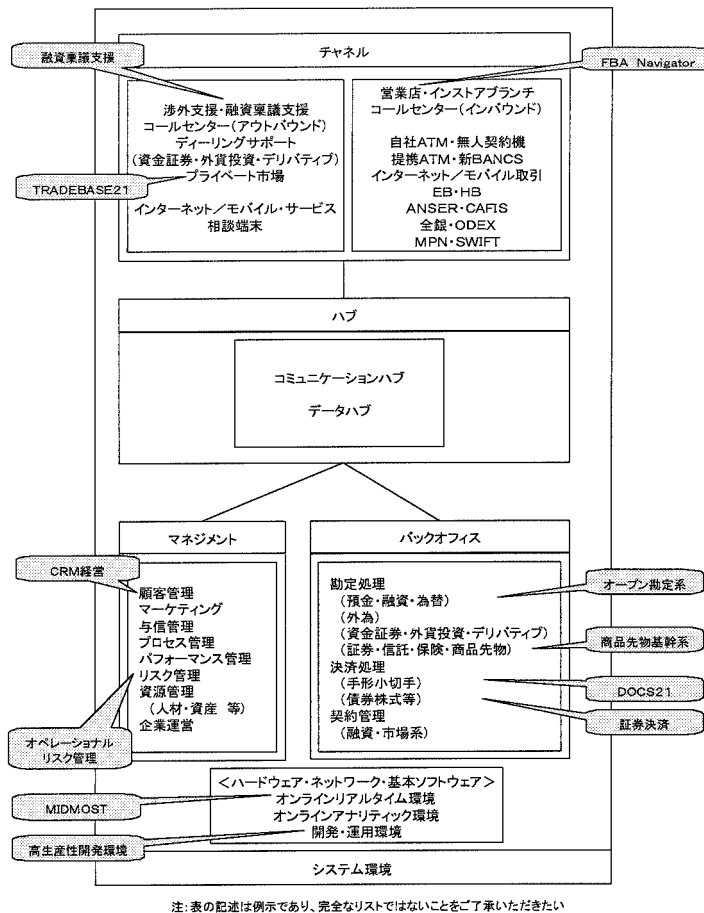 融資稟議支援
チャネル
FBA Navigator
渉外支援・融資稟議支援
コールセンター(アウトバウンド)
ディーリングサポート
(資金証券・外貨投資・デリバティブ)
プライベート市場
インターネット／モバイル・サービス
相談端末
TRADEBASE21
営業店・インストアブランチ
コールセンター(インバウンド)
自社ATM・無人契約機
提携ATM・新BANCS
インターネット／モバイル取引
EB・HB
ANSER・CAFIS
全銀・ODEX
MPN・SWIFT
ハブ
コミュニケーションハブ
データハブ
マネジメント
CRM経営
顧客管理
マーケティング
与信管理
プロセス管理
パフォーマンス管理
リスク管理
資源管理
(人材・資産 等)
企業運営
オペレーショナル
リスク管理
バックオフィス
勘定処理
(預金・融資・為替)
(外為)
(資金証券・外貨投資・デリバティブ)
(証券・信託・保険・商品先物)
決済処理
(手形小切手)
(債券株式等)
契約管理
(融資・市場系)
オープン勘定系
商品先物基幹系
DOCS21
証券決済
＜ハードウェア・ネットワーク・基本ソフトウェア＞
オンラインリアルタイム環境
オンラインアナリティック環境
開発・運用環境
MIDMOST
高生産性開発環境
システム環境
注：表の記述は例示であり、完全なリストではないことをご了承いただきたい